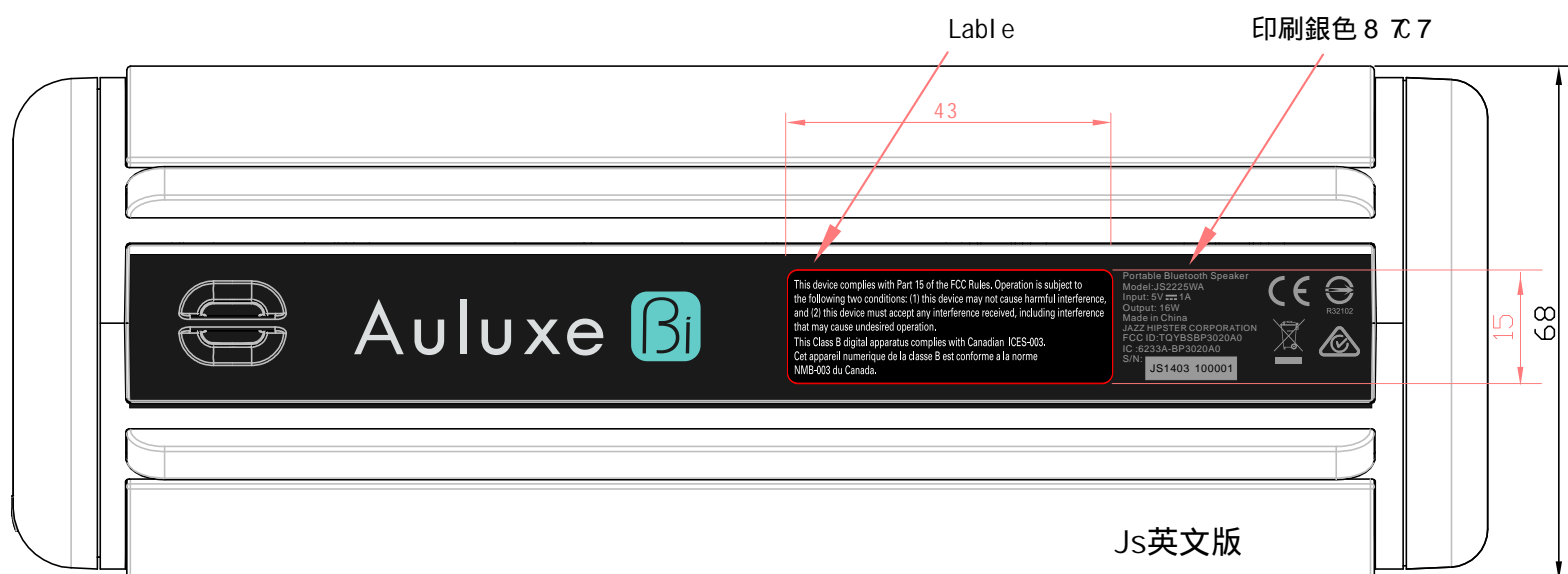 Lable
印刷銀色 8 7C 7
43
This device complies with Part 15 of the FCC Rules. Operation is subject to
the following two conditions: (1) this device may not cause harmful interference,
and (2) this device must accept any interference received, including interference
that may cause undesired operation.
This Class B digital apparatus complies with Canadian ICES-003.
Cet appareil numerique de la classe B est conforme a la norme
NMB-003 du Canada.
Auluxe Bi
Portable Bluetooth Speaker
Model:JS2225WA
Input: 5V 1A
Output: 16W
Made in China
JAZZ HIPSTER CORPORATION
FCC ID:TQYBSBP3020A0
IC :6233A-BP3020A0
S/N:
JS1403 100001
CE
R32102
15
68
Js英文版